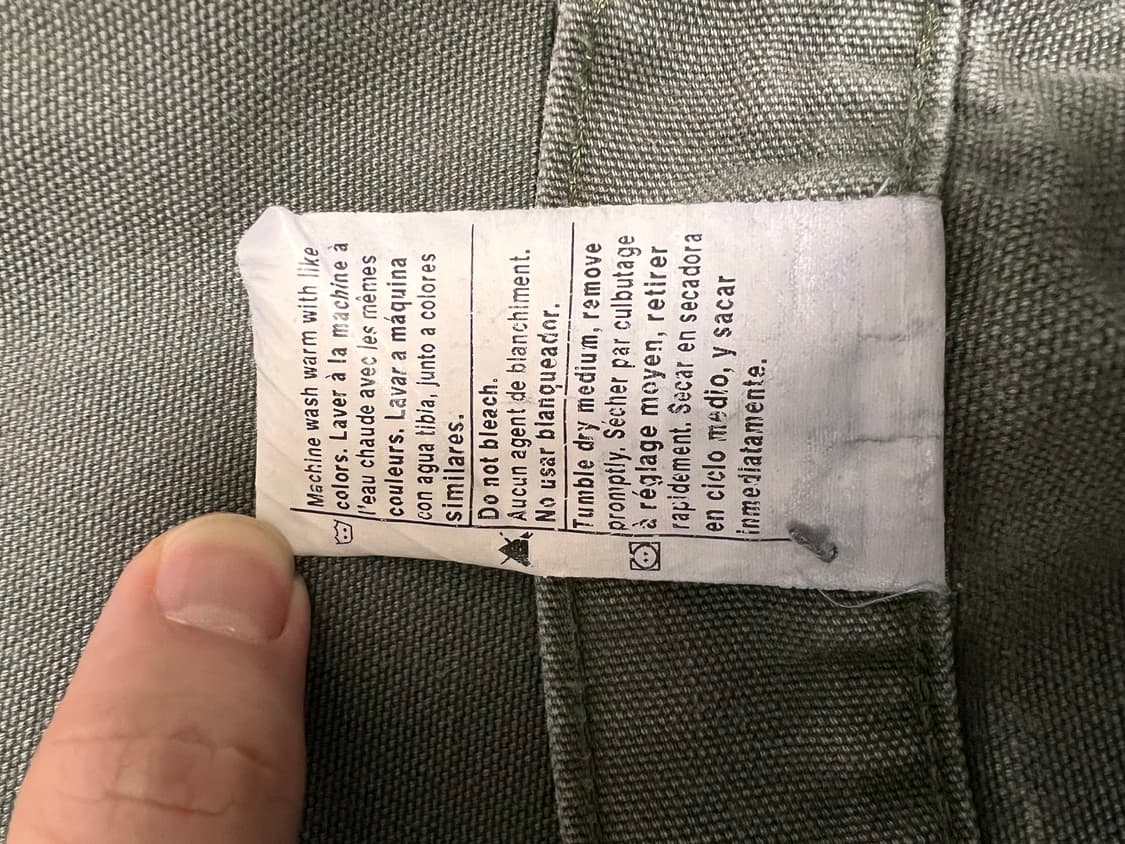 Machine wash warm with like
colors. Laver à la machine à
l'eau chaude avec les mêmes
couleurs. Lavar a máquina
con agua tibia, junto a colores
similares.
Do not bleach.
Aucun agent de blanchiment.
No usar blanqueador.
Tumble dry medium, remove
promptly. Sécher par culbutage
à réglage moyen, retirer
rapidement. Secar en secadora
en ciclo medio, y sacar
inmediatamente.